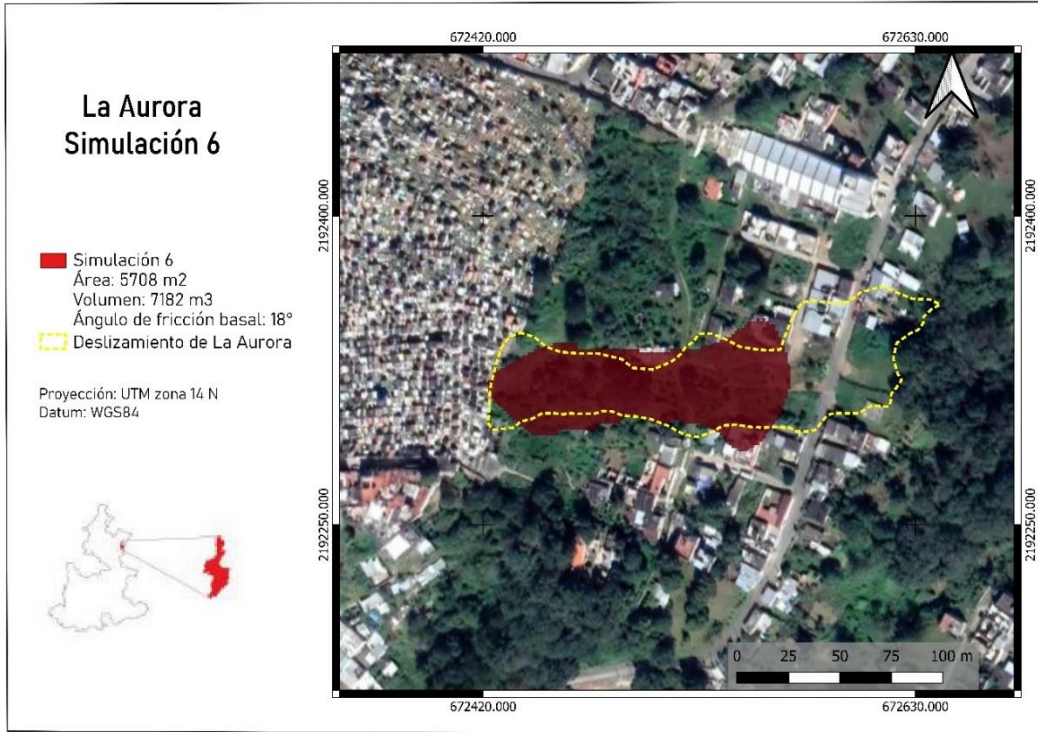 La Aurora
Simulación 6
Simulación 6
Área: 5708 m2
Volumen: 7182 m3
Ángulo de fricción basal: 18°
Deslizamiento de La Aurora
Proyección: UTM zona 14 N
Datum: WGS84
672420.000
672630.000
2192400.000
2192400.000
2192250.000
2192250.000
0 25 50 75 100 m
672420.000
672630.000